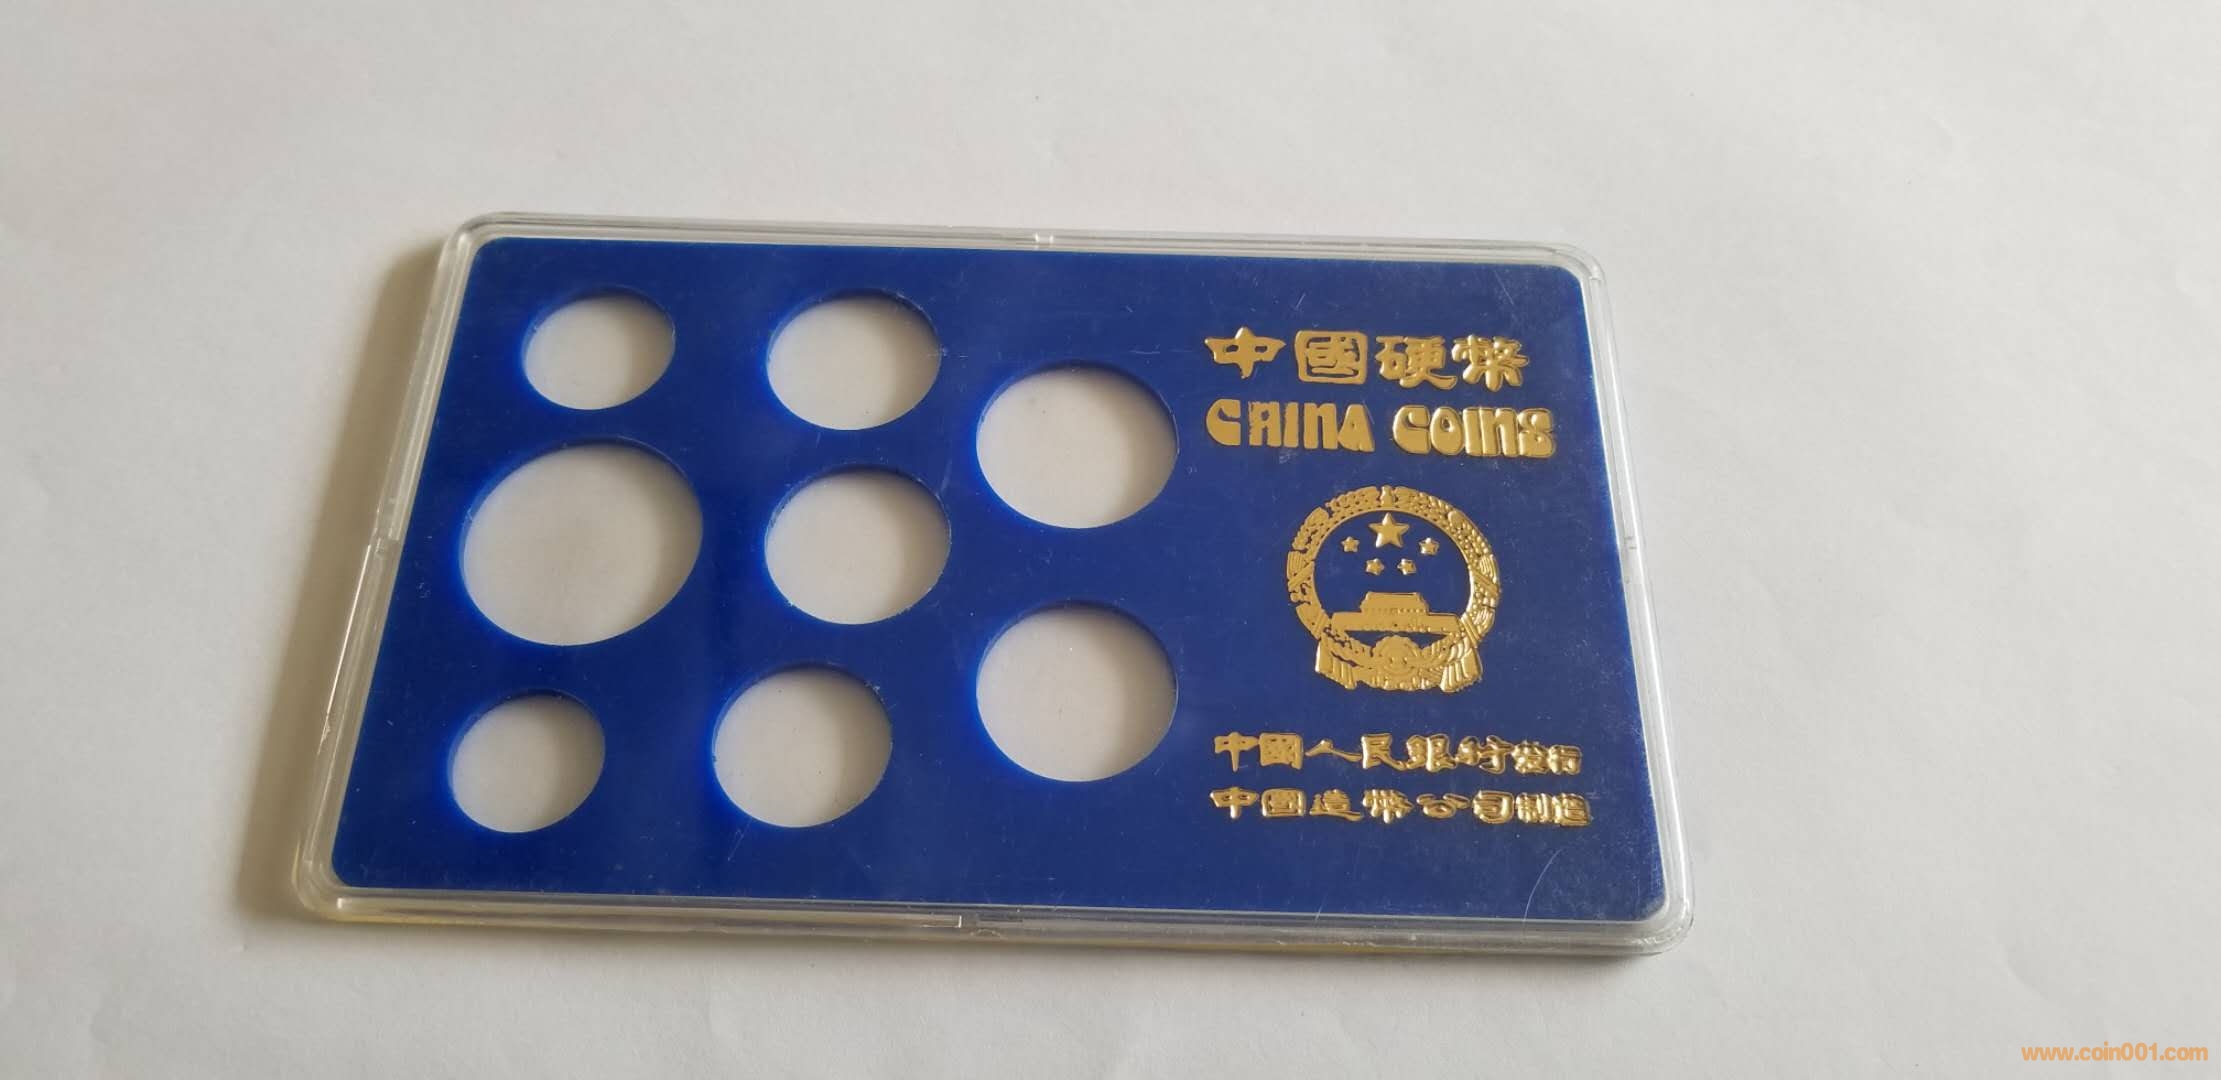 中國硬幣
CHINA COINS
中國人民銀行发行
中國造幣公司制造
www.coin001.com